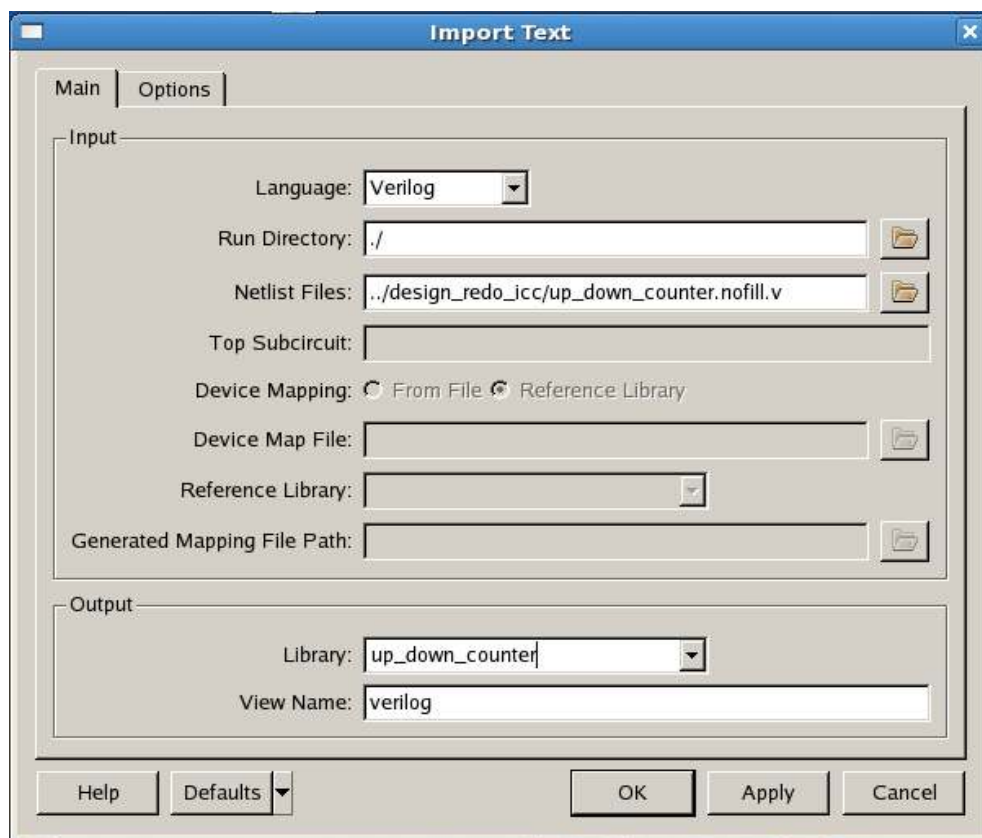 Import Text
Main Options
Input
Language: Verilog
Run Directory: ./
Netlist Files: ../design_redo_icc/up_down_counter.nofill.v
Top Subcircuit:
Device Mapping: From File Reference Library
Device Map File:
Reference Library:
Generated Mapping File Path:
Output
Library: up_down_counter
View Name: verilog
Help Defaults OK Apply Cancel